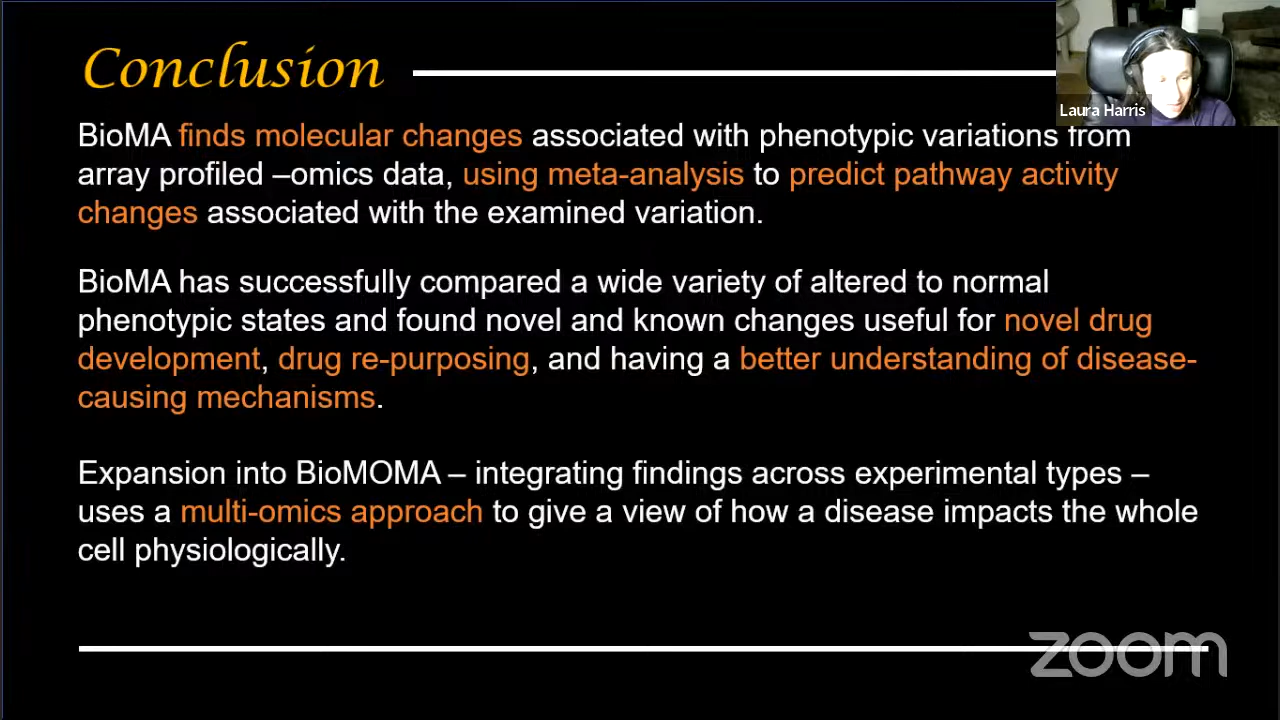 Conclusion
Laura Harris
BioMA finds molecular changes associated with phenotypic variations from
array profiled –omics data, using meta-analysis to predict pathway activity
changes associated with the examined variation.
BioMA has successfully compared a wide variety of altered to normal
phenotypic states and found novel and known changes useful for novel drug
development, drug re-purposing, and having a better understanding of disease-
causing mechanisms.
Expansion into BioMOMA – integrating findings across experimental types –
uses a multi-omics approach to give a view of how a disease impacts the whole
cell physiologically.
zoom